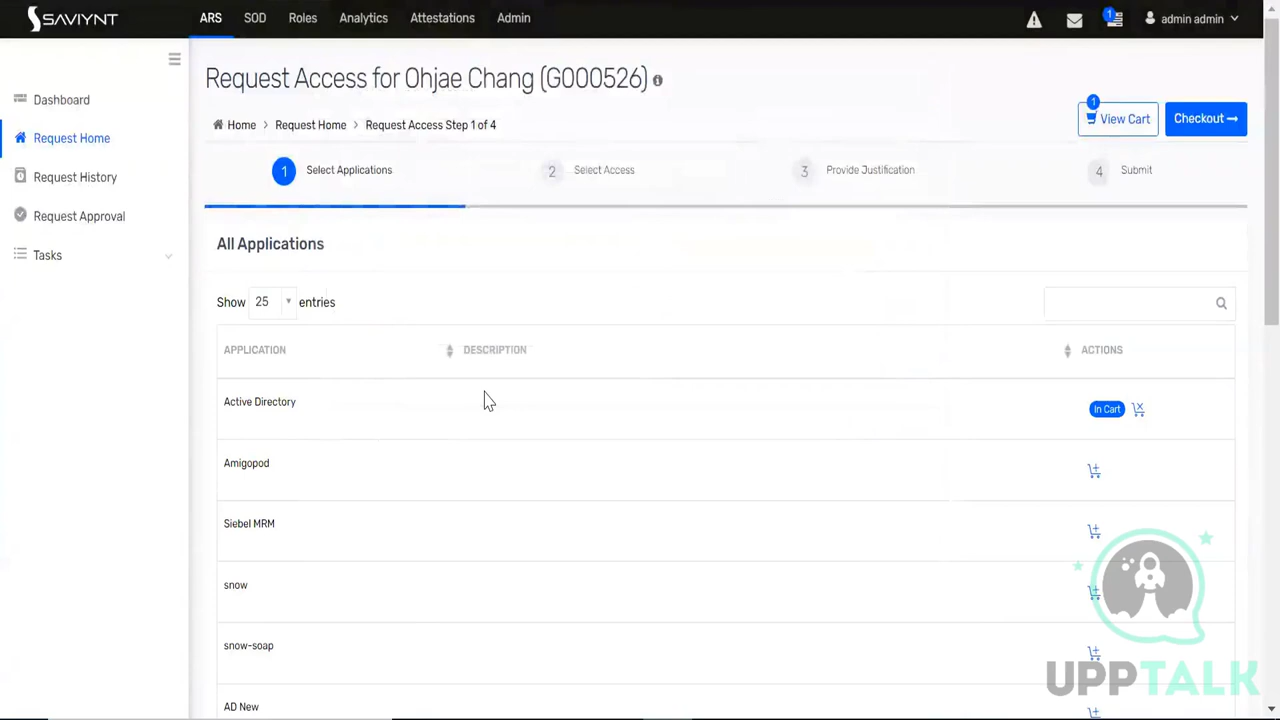 SAVIYNT
ARS SOD Roles Analytics Attestations Admin
1
admin admin
Dashboard
Request Home
Request History
Request Approval
Tasks
Request Access for Ohjae Chang (G000526)
Home > Request Home > Request Access Step 1 of 4
1
View Cart
Checkout
1 Select Applications
2 Select Access
3 Provide Justification
4 Submit
All Applications
Show 25 entries
APPLICATION DESCRIPTION ACTIONS
Active Directory In Cart
Amigopod
Siebel MRM
snow
snow-soap
AD New
UPPTALK